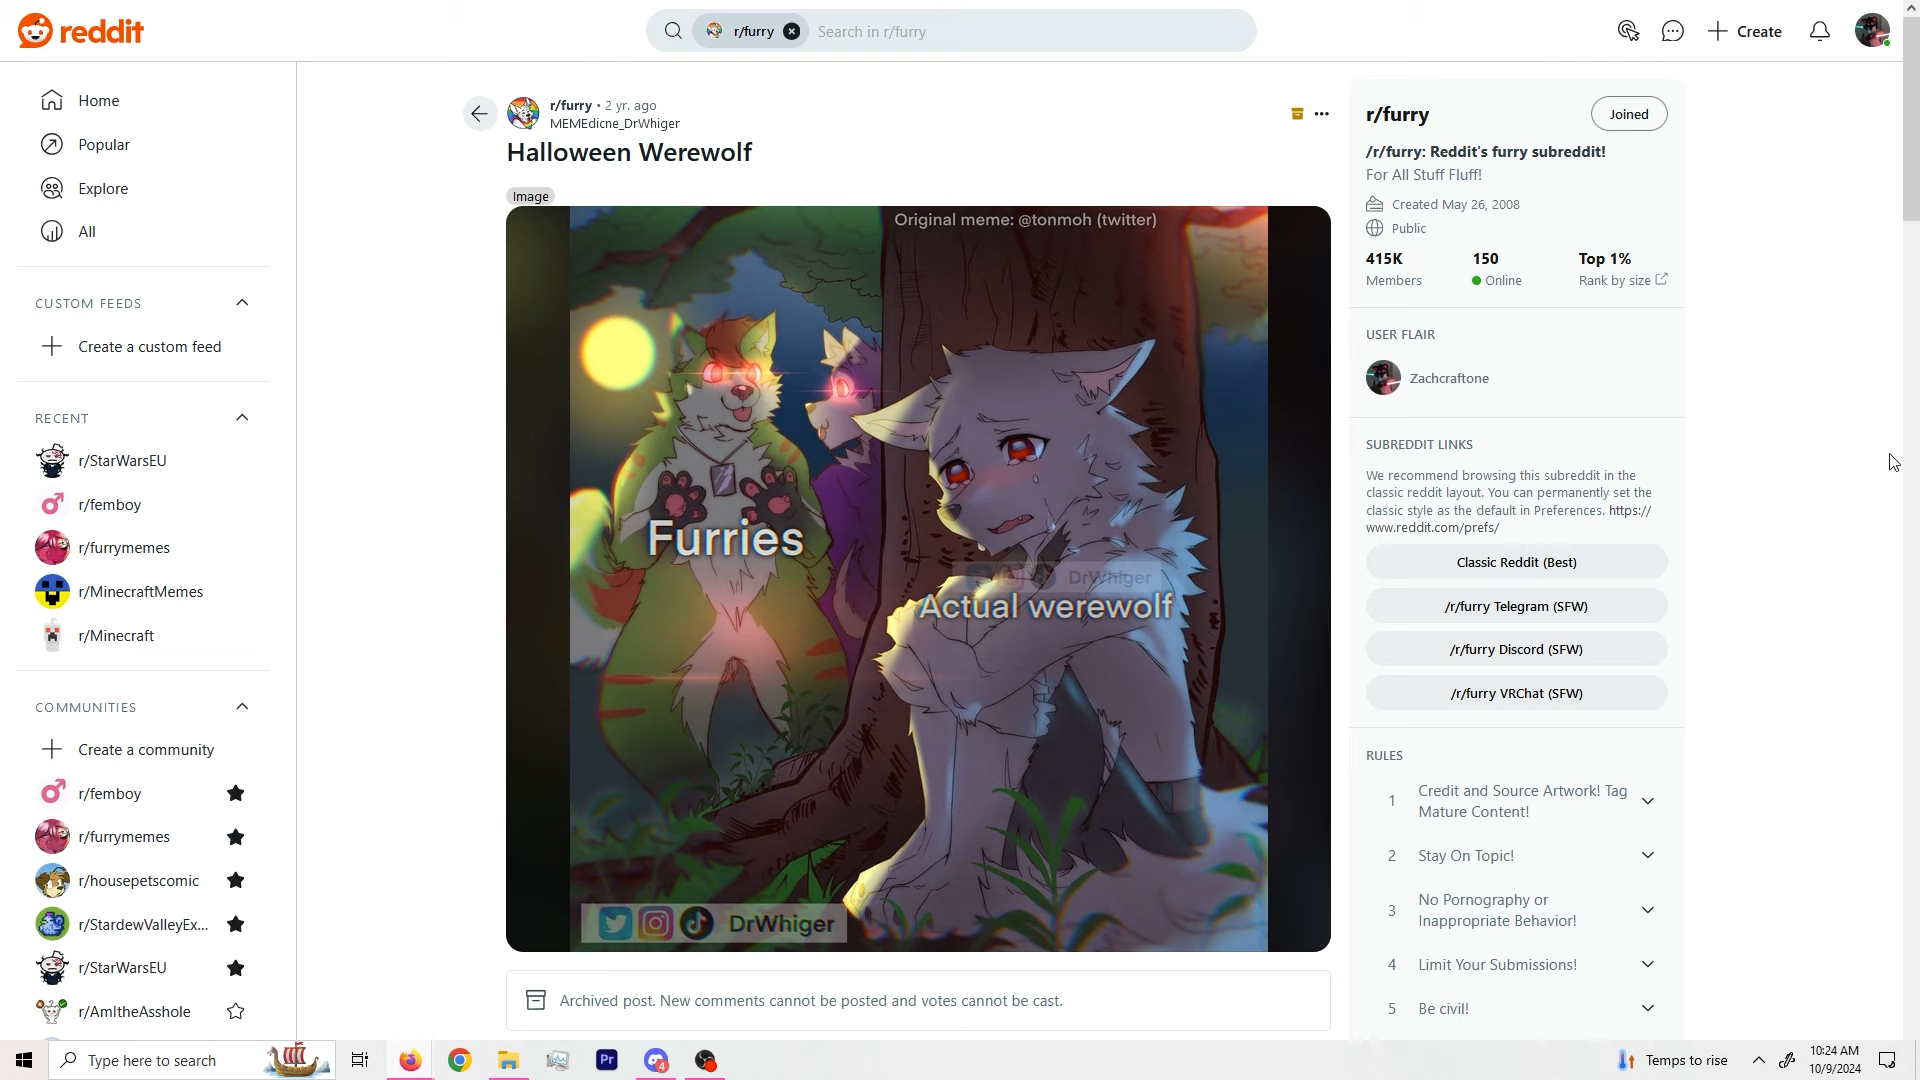 reddit
r/furry
Search in r/furry
Create
Home
Popular
Explore
All
CUSTOM FEEDS
Create a custom feed
RECENT
r/StarWarsEU
r/femboy
r/furrymemes
r/MinecraftMemes
r/Minecraft
COMMUNITIES
Create a community
r/femboy
r/furrymemes
r/housepetscomic
r/StardewValleyEx...
r/StarWarsEU
r/AmItheAsshole
r/furry • 2 yr. ago
MEMEdicne_DrWhiger
Halloween Werewolf
Image
Original meme: @tonmoh (twitter)
Furries
DrWhiger
Actual werewolf
DrWhiger
Archived post. New comments cannot be posted and votes cannot be cast.
r/furry
Joined
/r/furry: Reddit's furry subreddit!
For All Stuff Fluff!
Created May 26, 2008
Public
415K 150 Top 1%
Members Online Rank by size
USER FLAIR
Zachcraftone
SUBREDDIT LINKS
We recommend browsing this subreddit in the
classic reddit layout. You can permanently set the
classic style as the default in Preferences. https://
www.reddit.com/prefs/
Classic Reddit (Best)
/r/furry Telegram (SFW)
/r/furry Discord (SFW)
/r/furry VRChat (SFW)
RULES
1 Credit and Source Artwork! Tag
Mature Content!
2 Stay On Topic!
3 No Pornography or
Inappropriate Behavior!
4 Limit Your Submissions!
5 Be civil!
Type here to search
Pr
4
Temps to rise
10:24 AM
10/9/2024